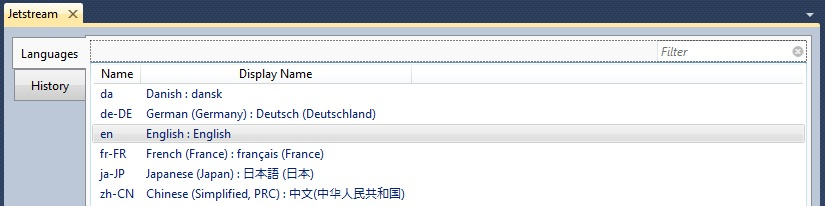 Jetstream
Languages
Filter
History
Name Display Name
da Danish : dansk
de-DE German (Germany) : Deutsch (Deutschland)
en English : English
fr-FR French (France) : français (France)
ja-JP Japanese (Japan) : 日本語 (日本)
zh-CN Chinese (Simplified, PRC) : 中文(中华人民共和国)